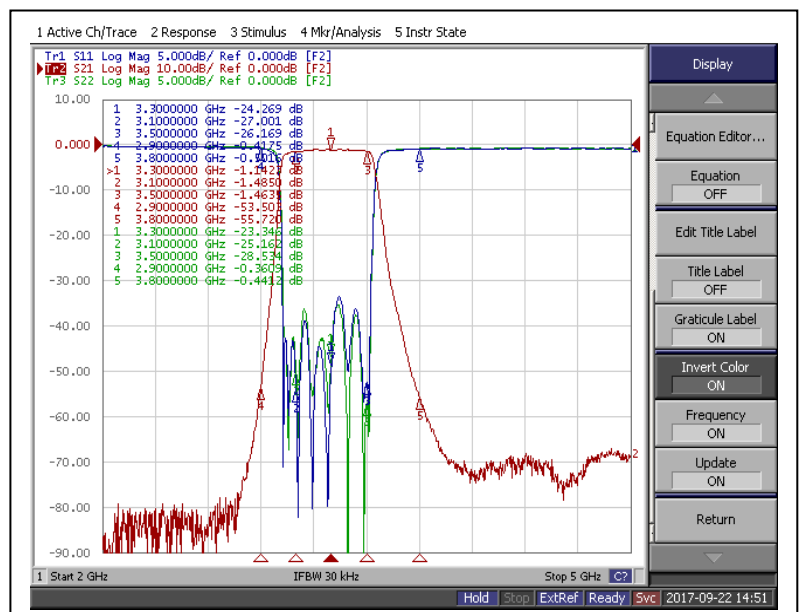 1 Active Ch/Trace 2 Response 3 Stimulus 4 Mkr/Analysis 5 Instr State
Tr1 S11 Log Mag 5.000dB/ Ref 0.000dB [F2]
Tr2 S21 Log Mag 10.00dB/ Ref 0.000dB [F2]
Tr3 S22 Log Mag 5.000dB/ Ref 0.000dB [F2]
10.00
0.000
-10.00
-20.00
-30.00
-40.00
-50.00
-60.00
-70.00
-80.00
-90.00
1 3.3000000 GHz -24.269 dB
2 3.1000000 GHz -27.001 dB
3 3.5000000 GHz -26.169 dB
4 2.9000000 GHz -0.4175 dB
5 3.8000000 GHz dB
>1 3.3000000 GHz dB
2 3.1000000 GHz -1.4850 dB
3 3.5000000 GHz dB
4 2.9000000 GHz dB
5 3.8000000 GHz -55.720 dB
1 3.3000000 GHz -23.346 dB
2 3.1000000 GHz -25.162 dB
3 3.5000000 GHz -28.534 dB
4 2.9000000 GHz -0.3609 dB
5 3.8000000 GHz -0.4412 dB
1
3
5
4
2
5
2
1 Start 2 GHz
IFBW 30 kHz
Stop 5 GHz C?
Display
Equation Editor...
Equation
OFF
Edit Title Label
Title Label
OFF
Graticule Label
ON
Invert Color
ON
Frequency
ON
Update
ON
Return
Hold Stop ExtRef Ready Svc 2017-09-22 14:51